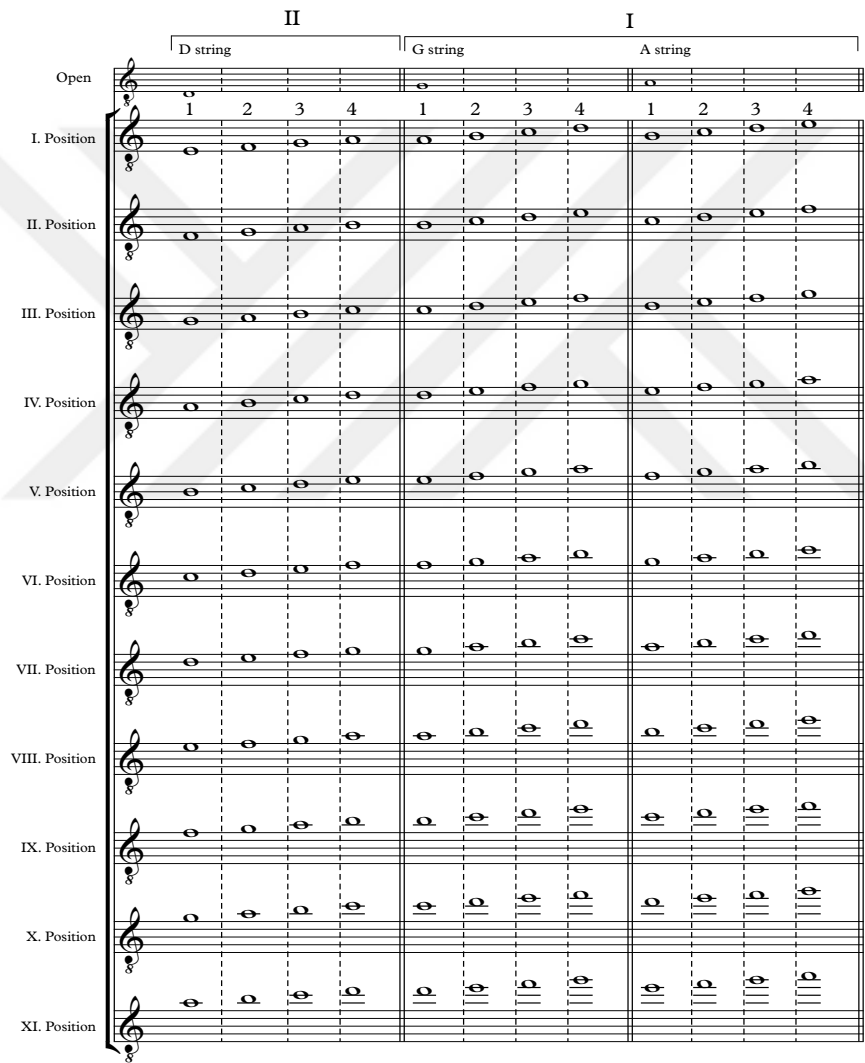 II I
D string G string A string
Open
1 2 3 4 1 2 3 4 1 2 3 4
I. Position
II. Position
III. Position
IV. Position
V. Position
VI. Position
VII. Position
VIII. Position
IX. Position
X. Position
XI. Position